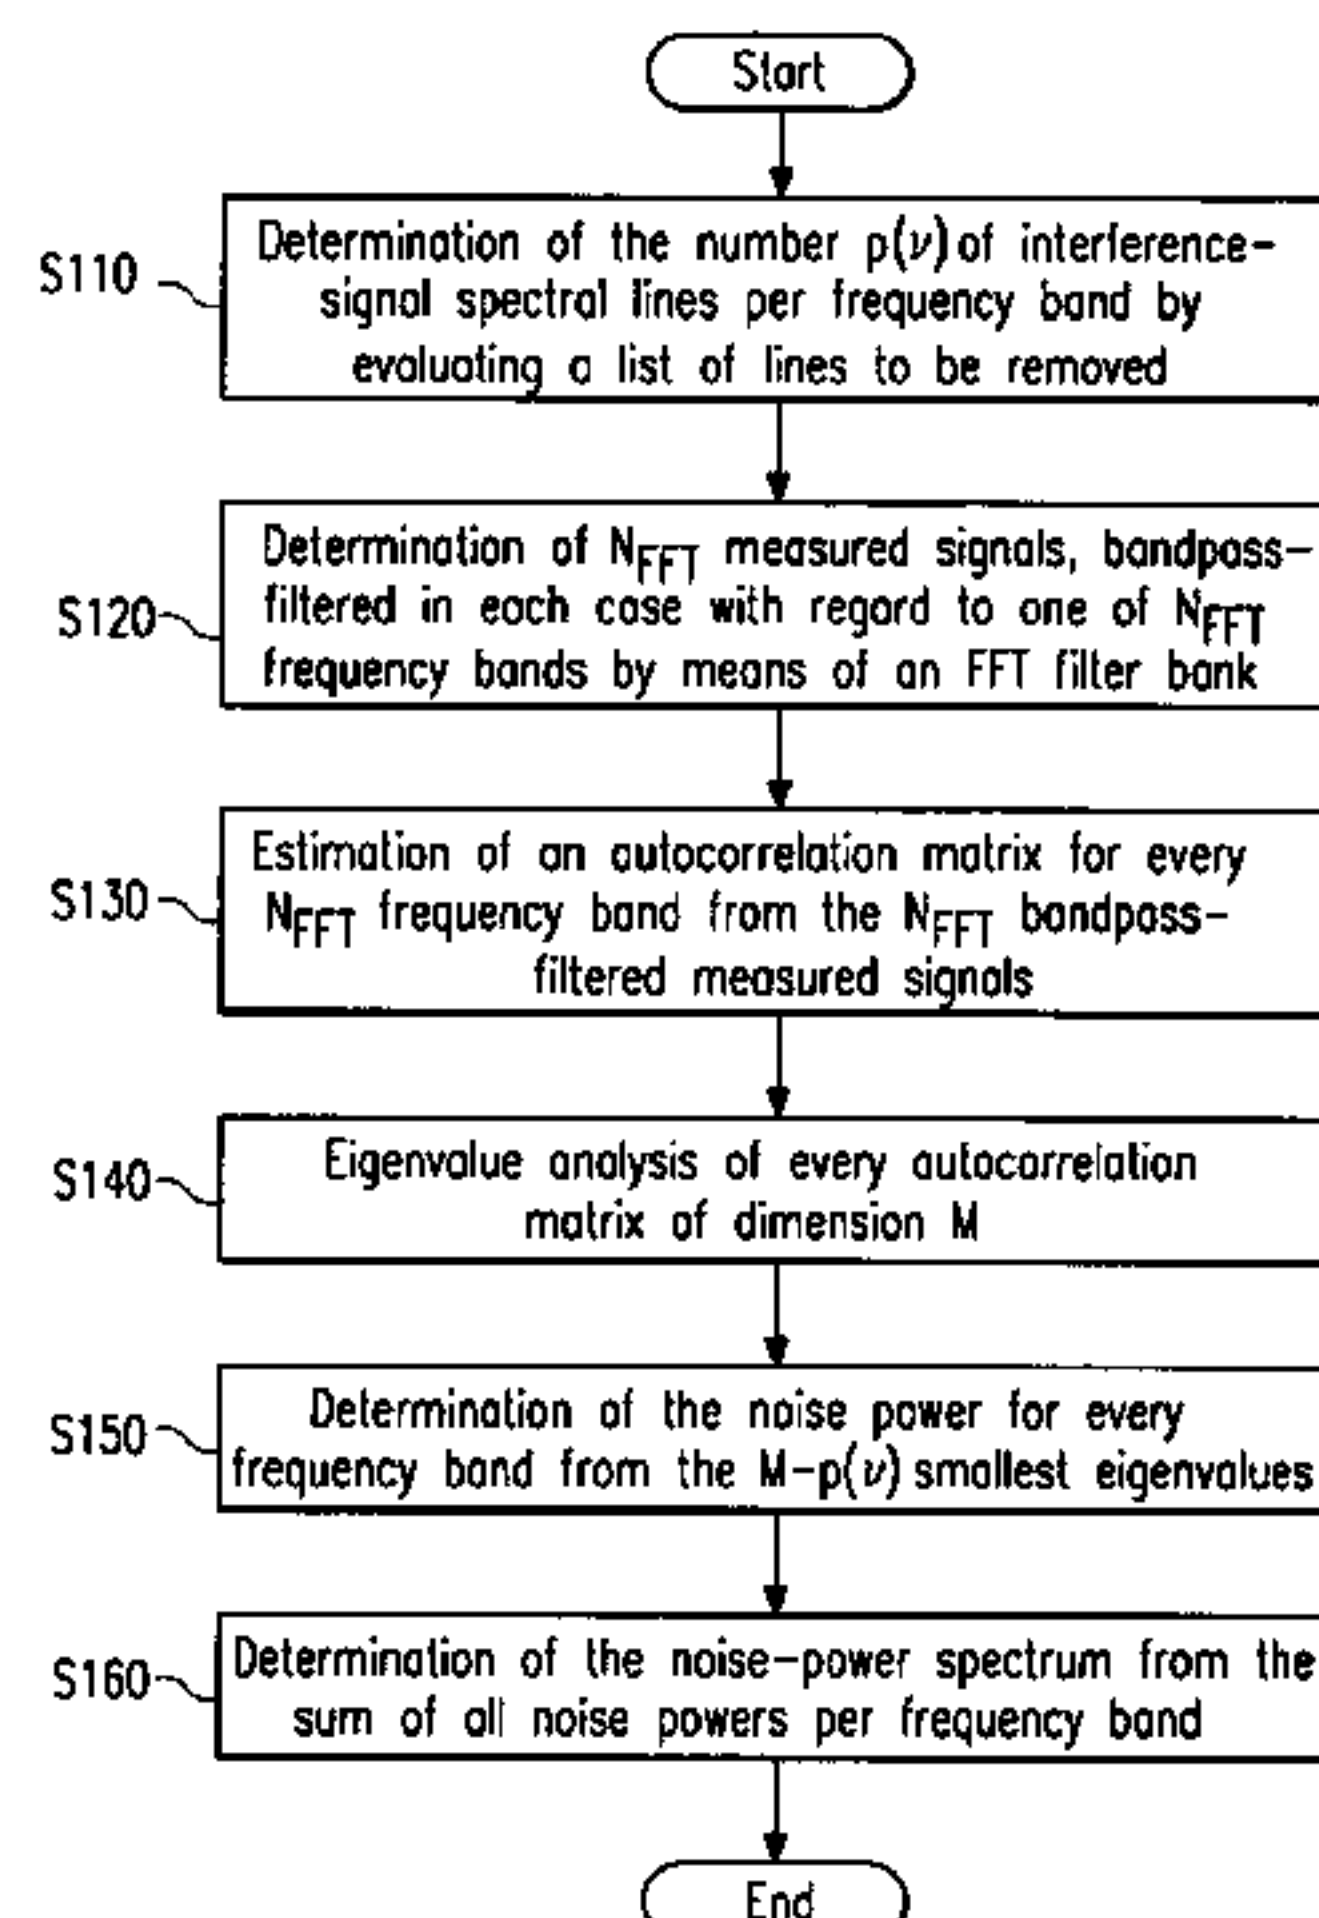 Start
S110
Determination of the number p(ν) of interference-
signal spectral lines per frequency band by
evaluating a list of lines to be removed
S120
Determination of NFFT measured signals, bandpass-
filtered in each case with regard to one of NFFT
frequency bands by means of an FFT filter bank
S130
Estimation of an autocorrelation matrix for every
NFFT frequency band from the NFFT bandpass-
filtered measured signals
S140
Eigenvalue analysis of every autocorrelation
matrix of dimension M
S150
Determination of the noise power for every
frequency band from the M-p(ν) smallest eigenvalues
S160
Determination of the noise-power spectrum from the
sum of all noise powers per frequency band
End